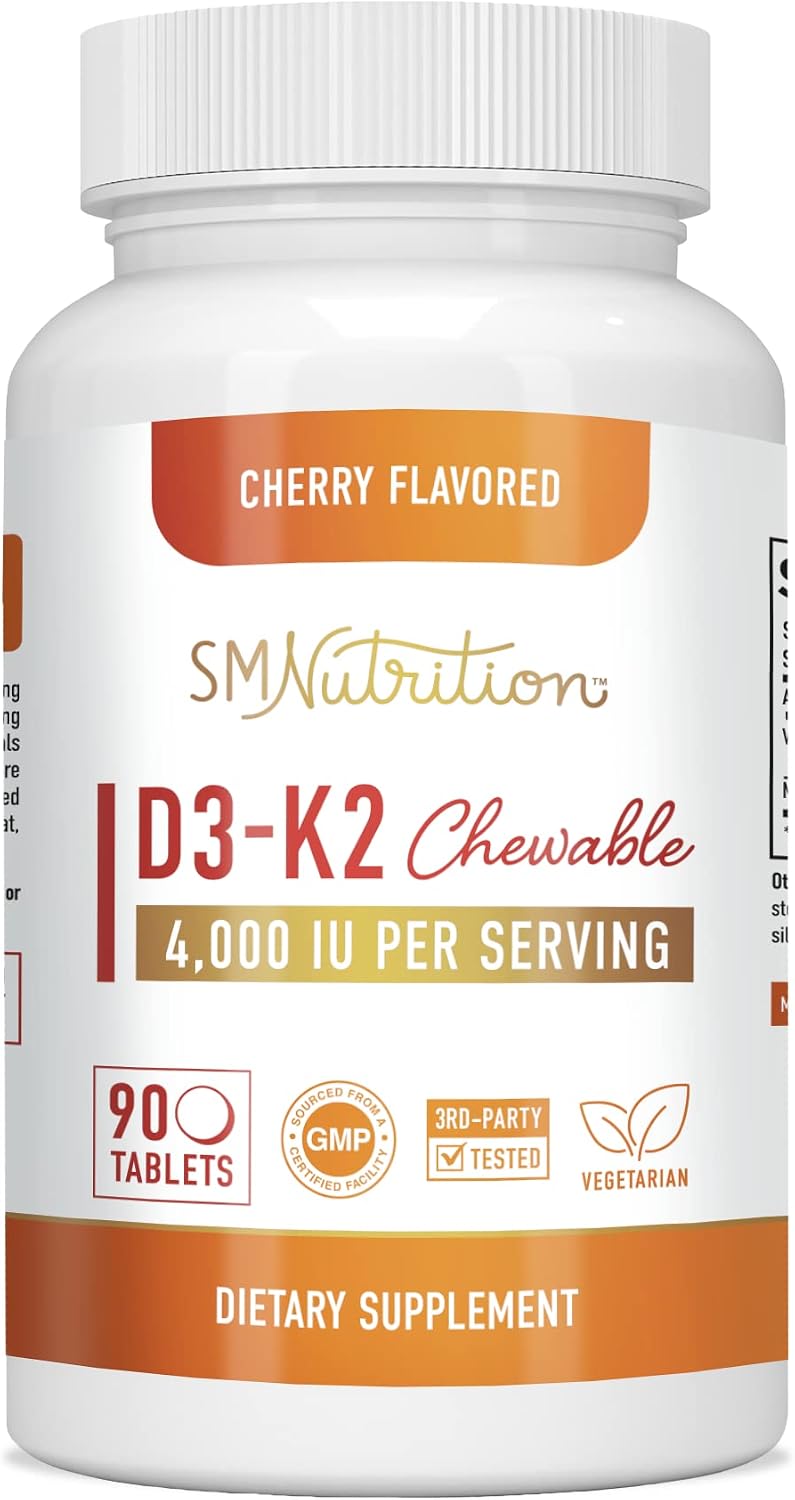 CHERRY FLAVORED
SMNutrition™
D3-K2 Chewable
4,000 IU PER SERVING
90
TABLETS
SOURCED FROM A
GMP
CERTIFIED FACILITY
3RD-PARTY
TESTED
VEGETARIAN
DIETARY SUPPLEMENT
or